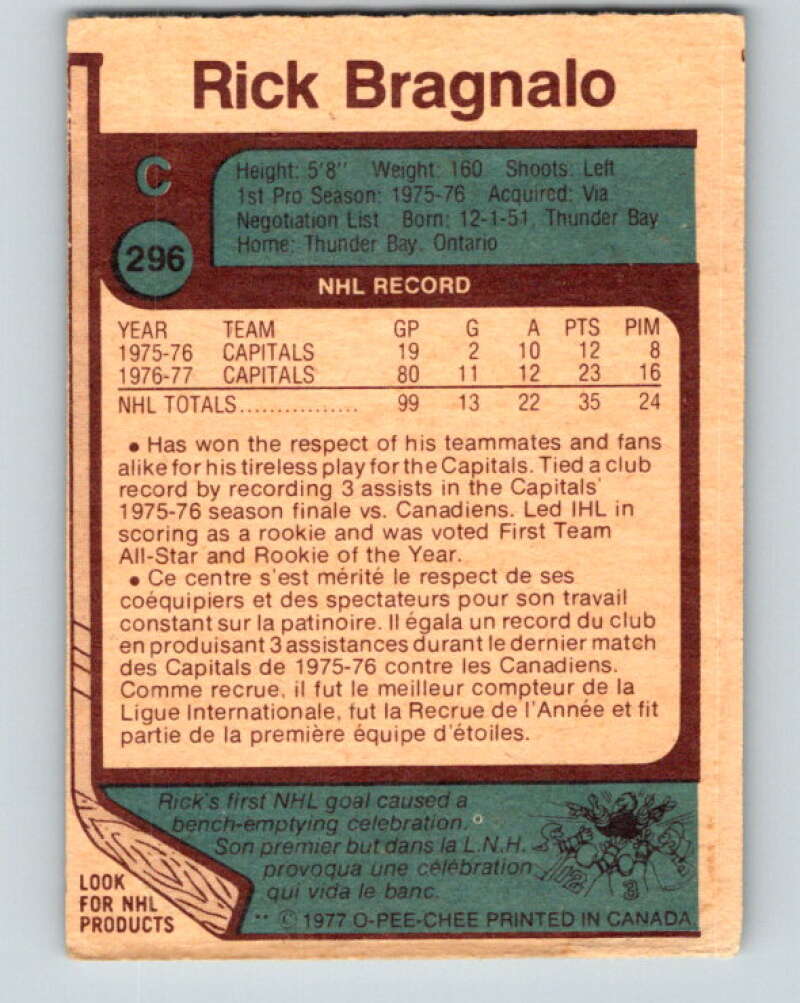 Rick Bragnalo
C
Height: 5'8" Weight: 160 Shoots: Left
1st Pro Season: 1975-76 Acquired: Via
Negotiation List Born: 12-1-51, Thunder Bay
Home: Thunder Bay, Ontario
296
NHL RECORD
YEAR TEAM GP G A PTS PIM
1975-76 CAPITALS 19 2 10 12 8
1976-77 CAPITALS 80 11 12 23 16
NHL TOTALS................ 99 13 22 35 24
• Has won the respect of his teammates and fans
alike for his tireless play for the Capitals. Tied a club
record by recording 3 assists in the Capitals'
1975-76 season finale vs. Canadiens. Led IHL in
scoring as a rookie and was voted First Team
All-Star and Rookie of the Year.
• Ce centre s'est mérité le respect de ses
coéquipiers et des spectateurs pour son travail
constant sur la patinoire. Il égala un record du club
en produisant 3 assistances durant le dernier match
des Capitals de 1975-76 contre les Canadiens.
Comme recrue, il fut le meilleur compteur de la
Ligue Internationale, fut la Recrue de l'Année et fit
partie de la première équipe d'étoiles.
Rick's first NHL goal caused a
bench-emptying celebration.
Son premier but dans la L.N.H.
provoqua une célébration
qui vida le banc.
12
3
LOOK
FOR NHL
PRODUCTS
** © 1977 O-PEE-CHEE PRINTED IN CANADA